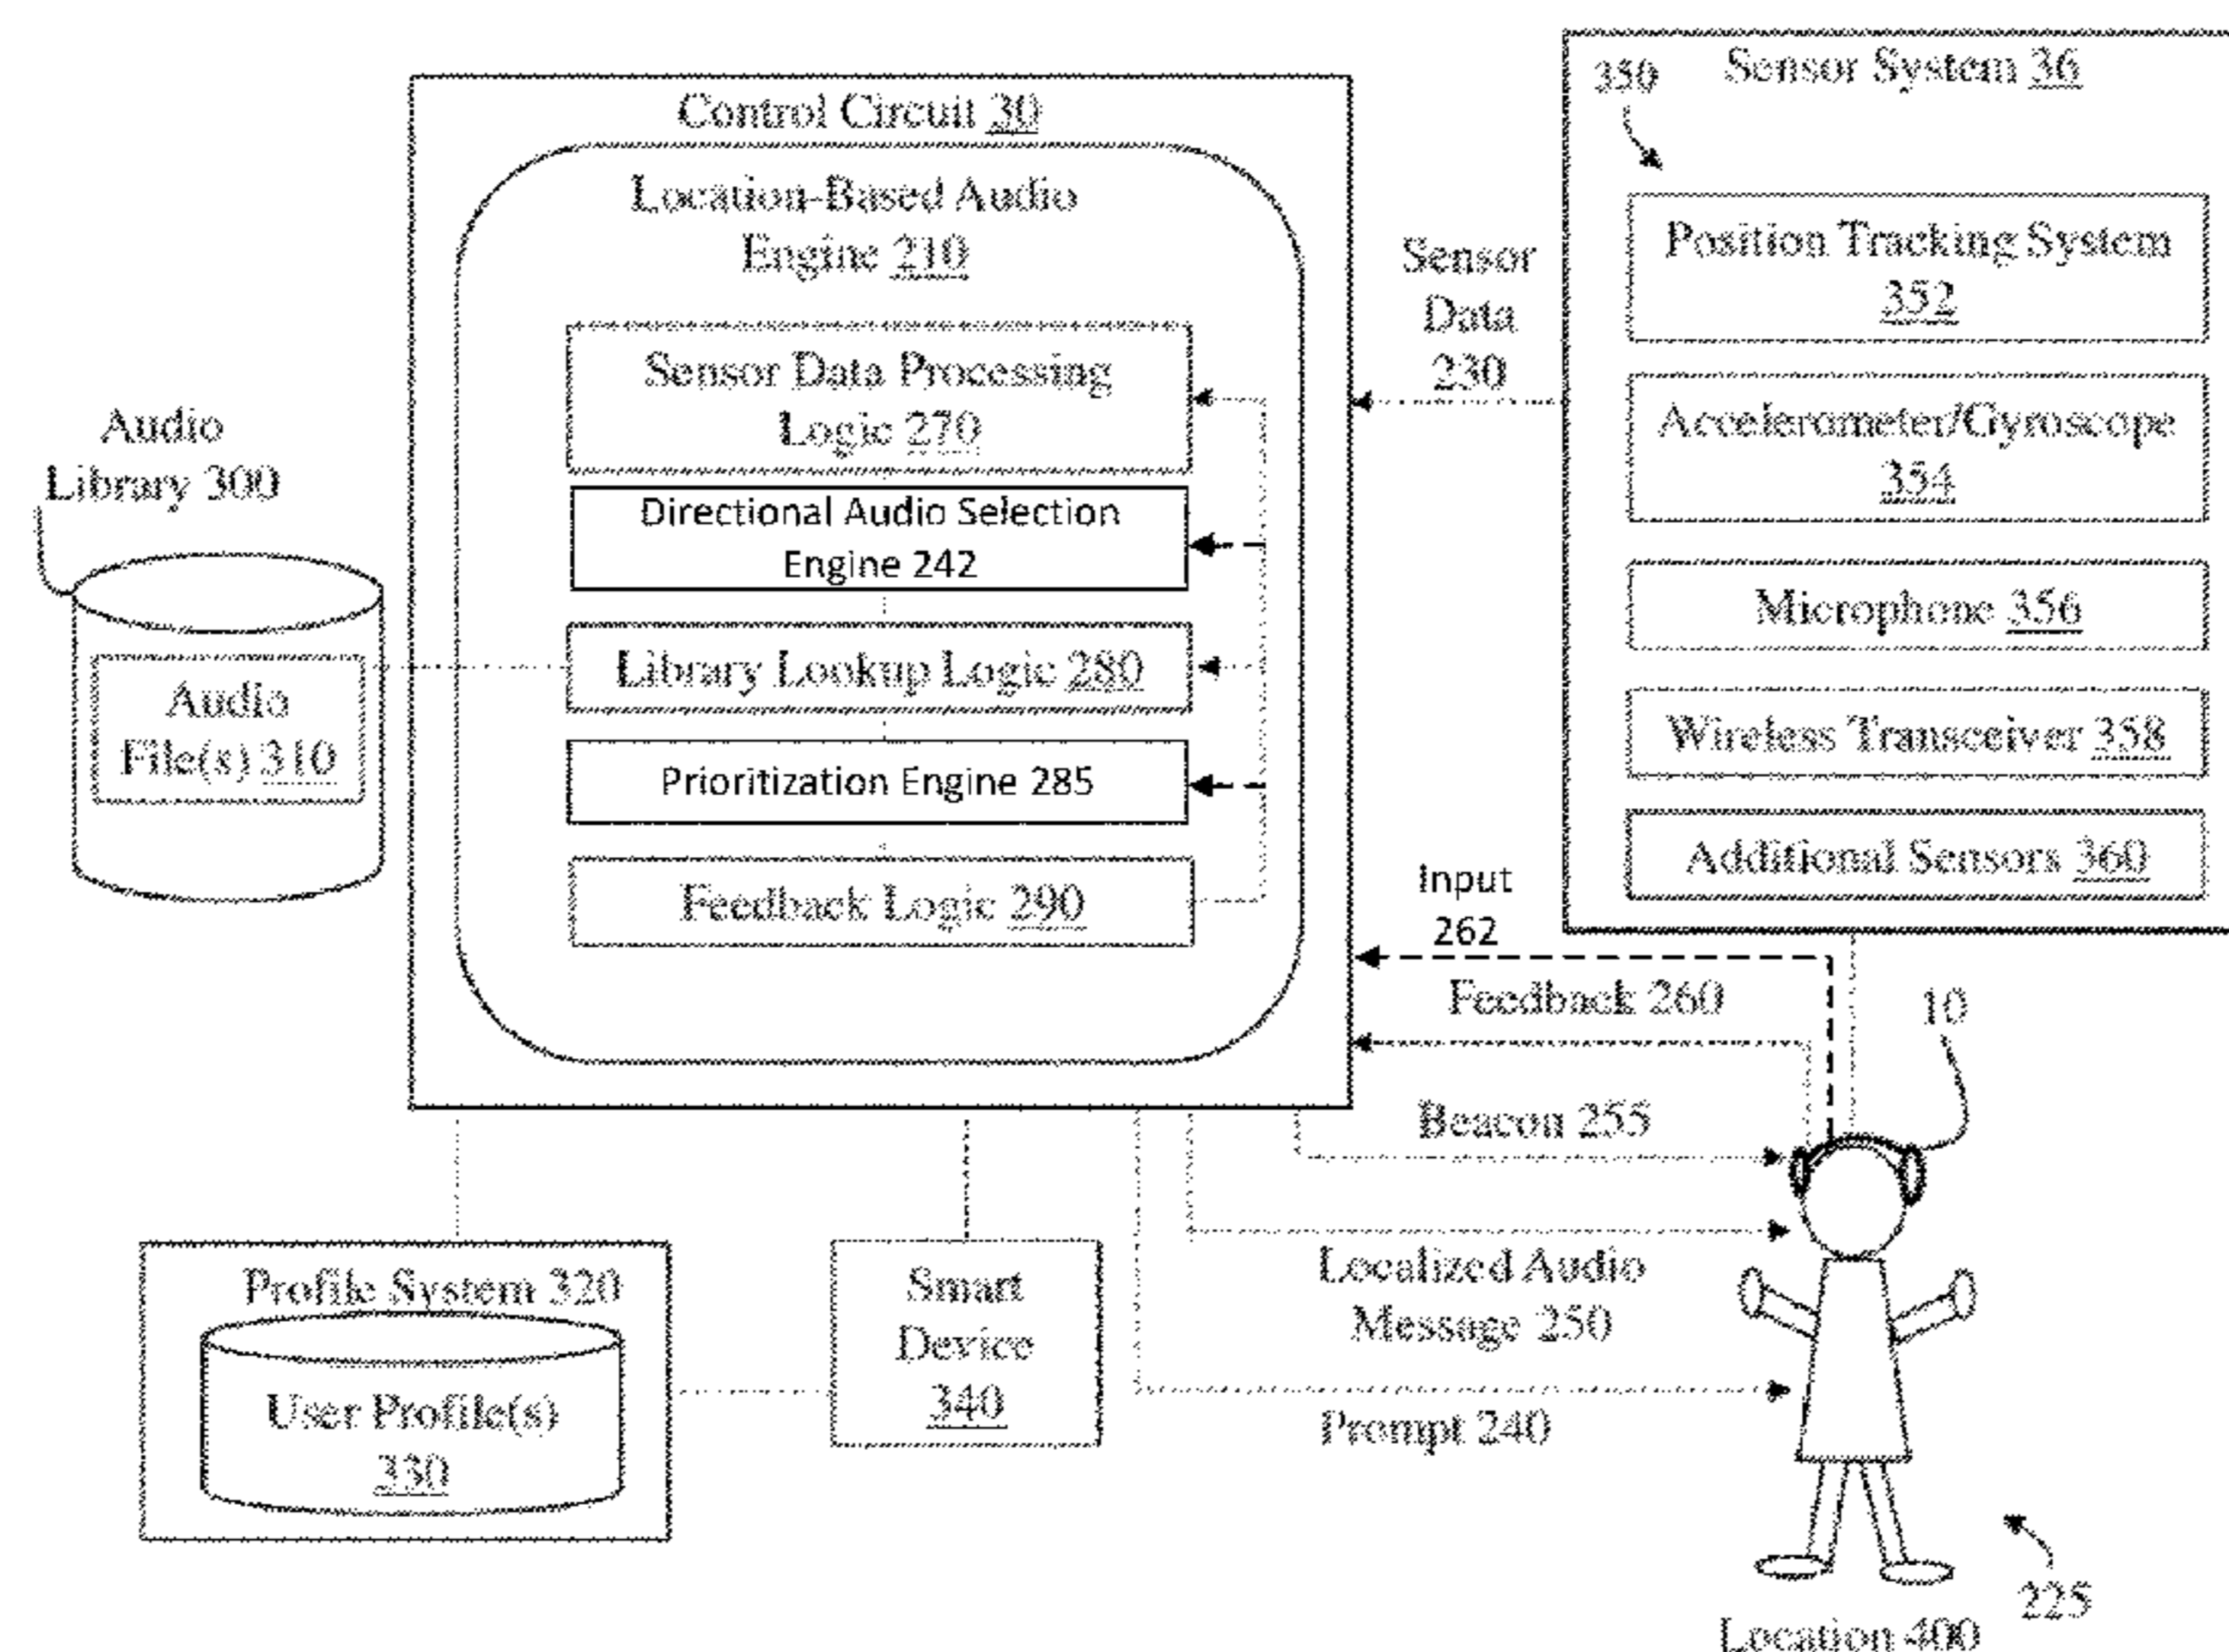 Control Circuit 30
Location-Based Audio
Engine 210
Sensor Data Processing
Logic 270
Directional Audio Selection
Engine 242
Library Lookup Logic 280
Prioritization Engine 285
Feedback Logic 290
Audio
Library 300
Audio
File(s) 310
Sensor
Data
230
350
Sensor System 36
Position Tracking System
352
Accelerometer/Gyroscope
354
Microphone 356
Wireless Transceiver 358
Additional Sensors 360
Input
262
Feedback 260
10
Beacon 255
Localized Audio
Message 250
Prompt 240
Profile System 320
User Profile(s)
330
Smart
Device
340
225
Location 400